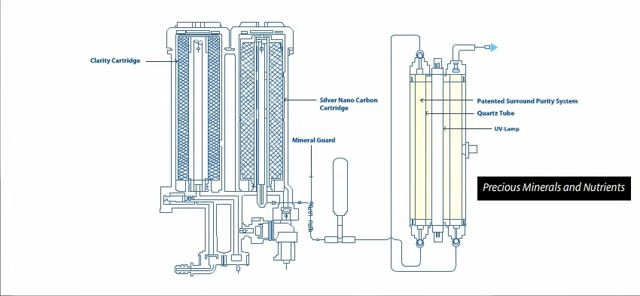 Clarity Cartridge
Silver Nano Carbon
Cartridge
Mineral Guard
Patented Surround Purity System
Quartz Tube
UV-Lamp
Precious Minerals and Nutrients